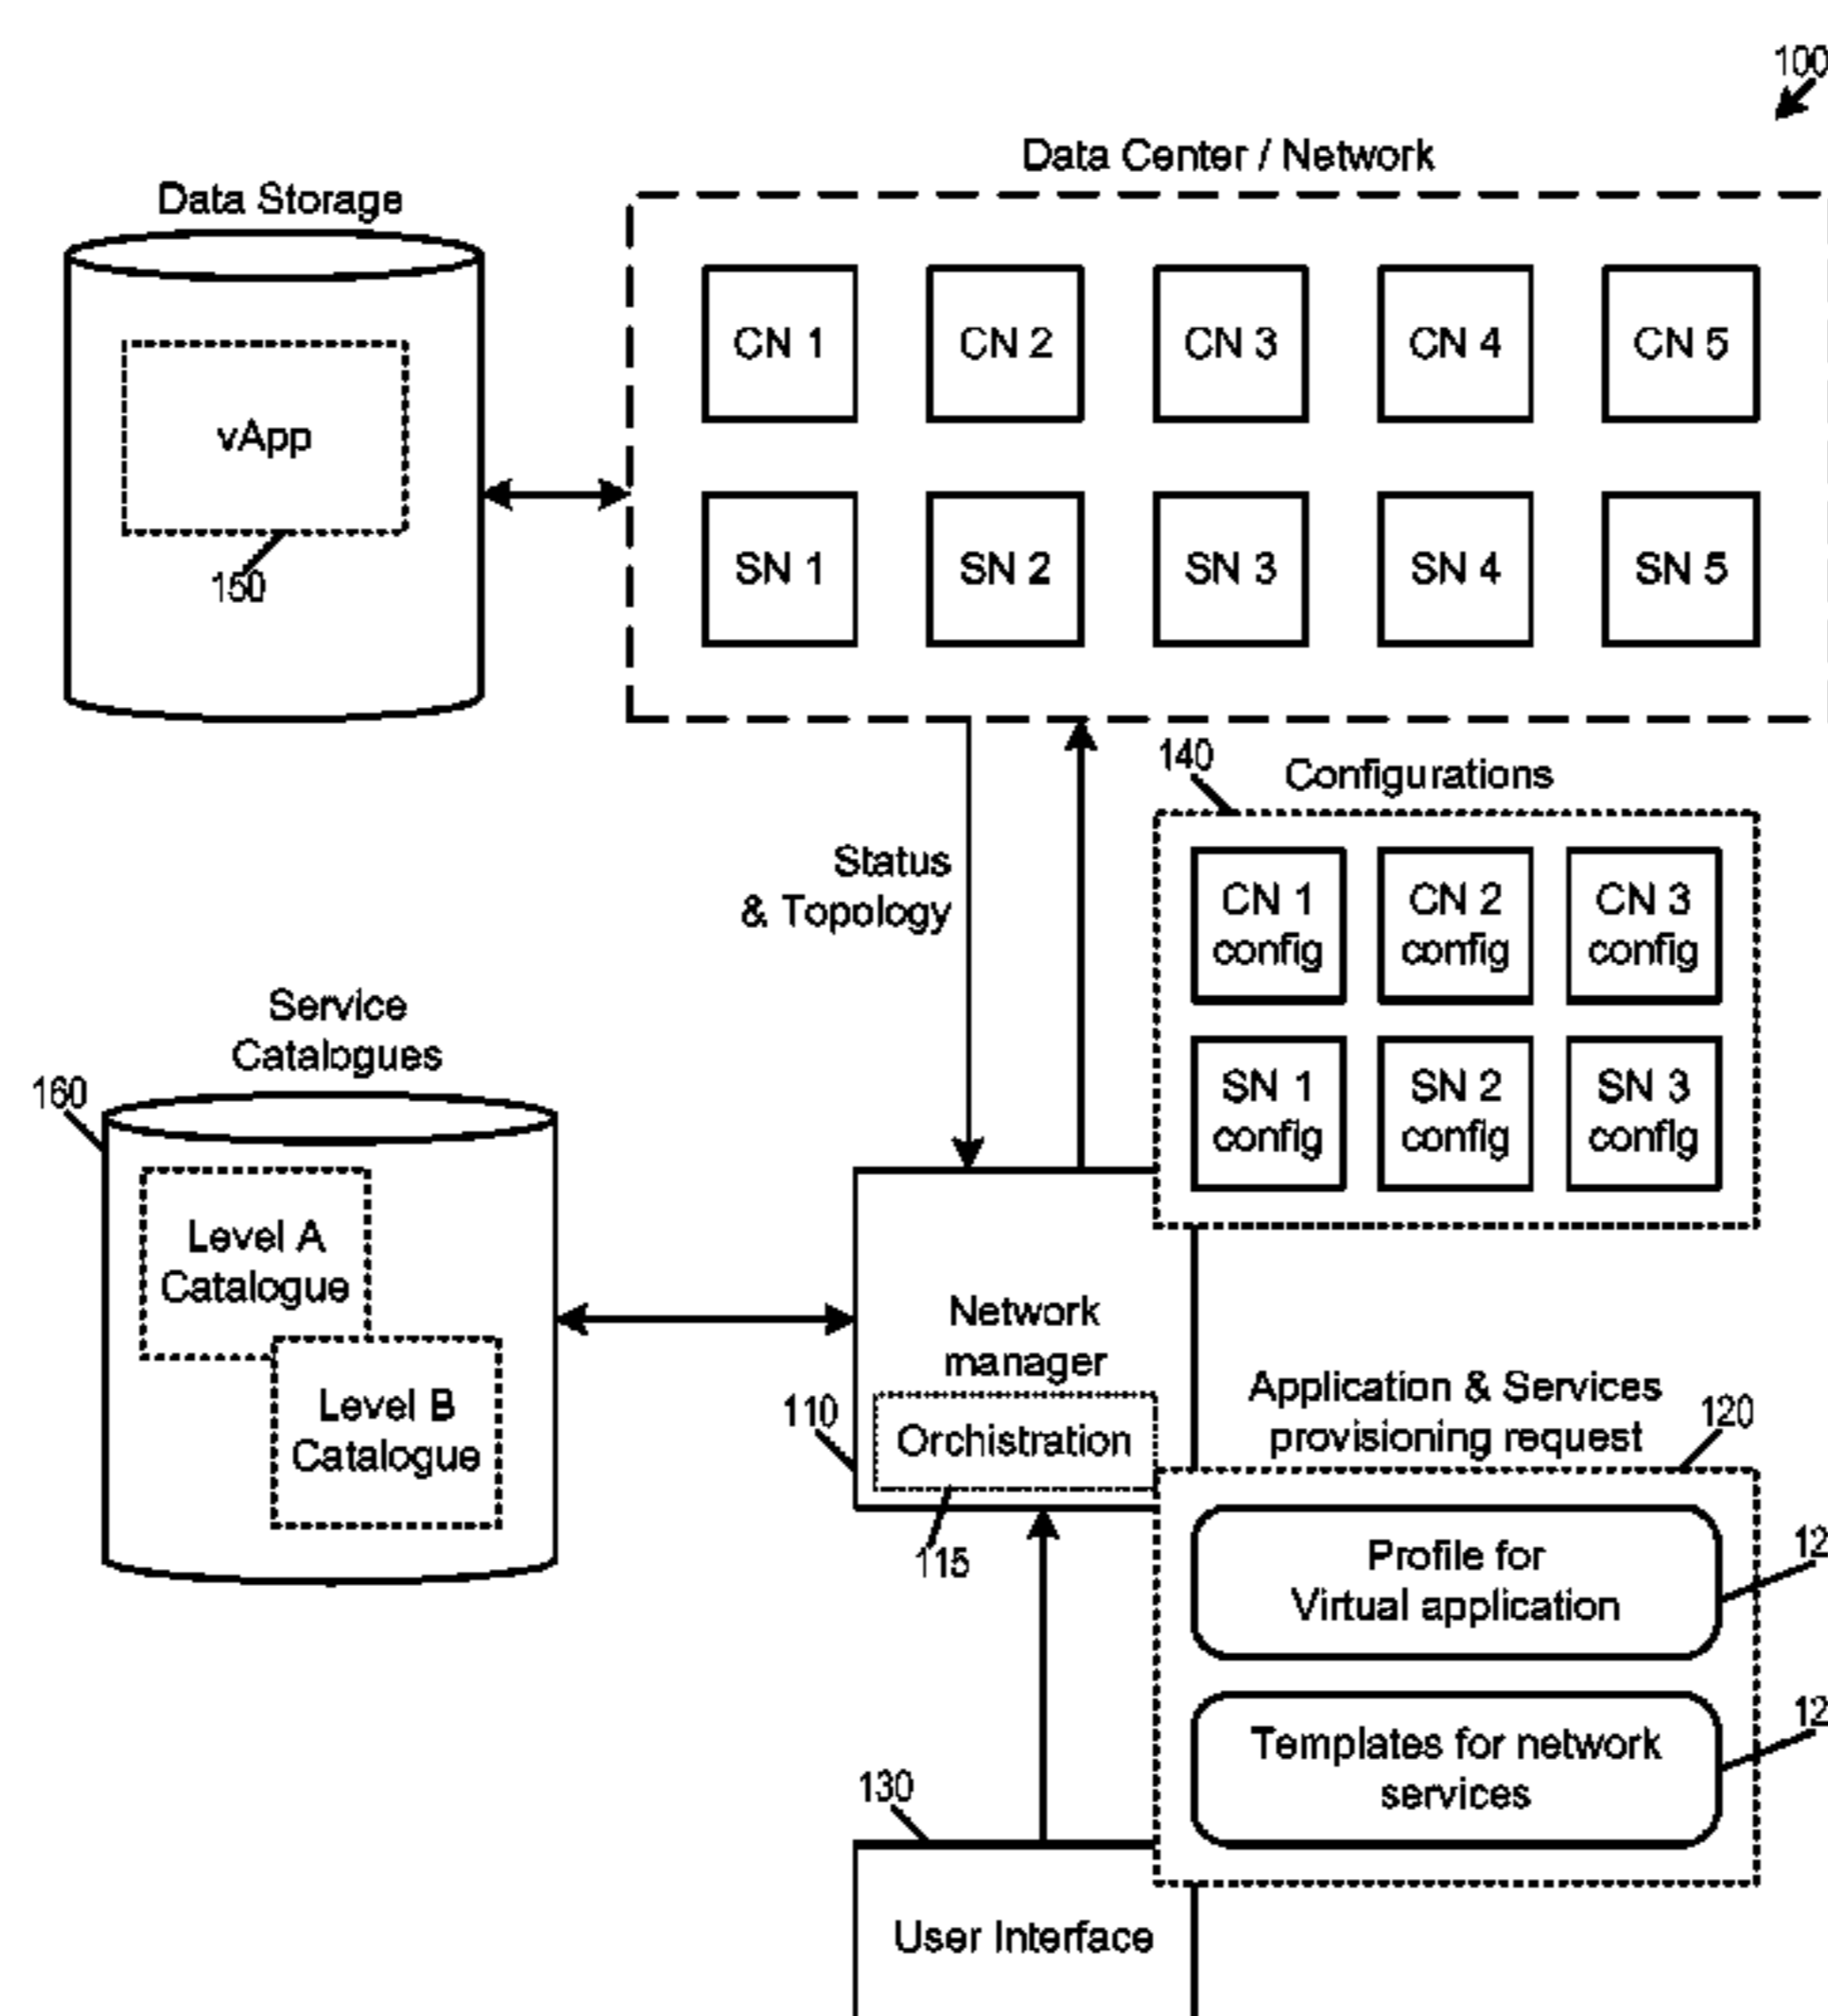 100
Data Center / Network
Data Storage
CN 1
CN 2
CN 3
CN 4
CN 5
vApp
150
SN 1
SN 2
SN 3
SN 4
SN 5
140
Configurations
Status
& Topology
CN 1
config
CN 2
config
CN 3
config
SN 1
config
SN 2
config
SN 3
config
Service
Catalogues
160
Level A
Catalogue
Level B
Catalogue
Network
manager
110
Orchistration
115
Application & Services
provisioning request
120
Profile for
Virtual application
12
Templates for network
services
12
130
User Interface